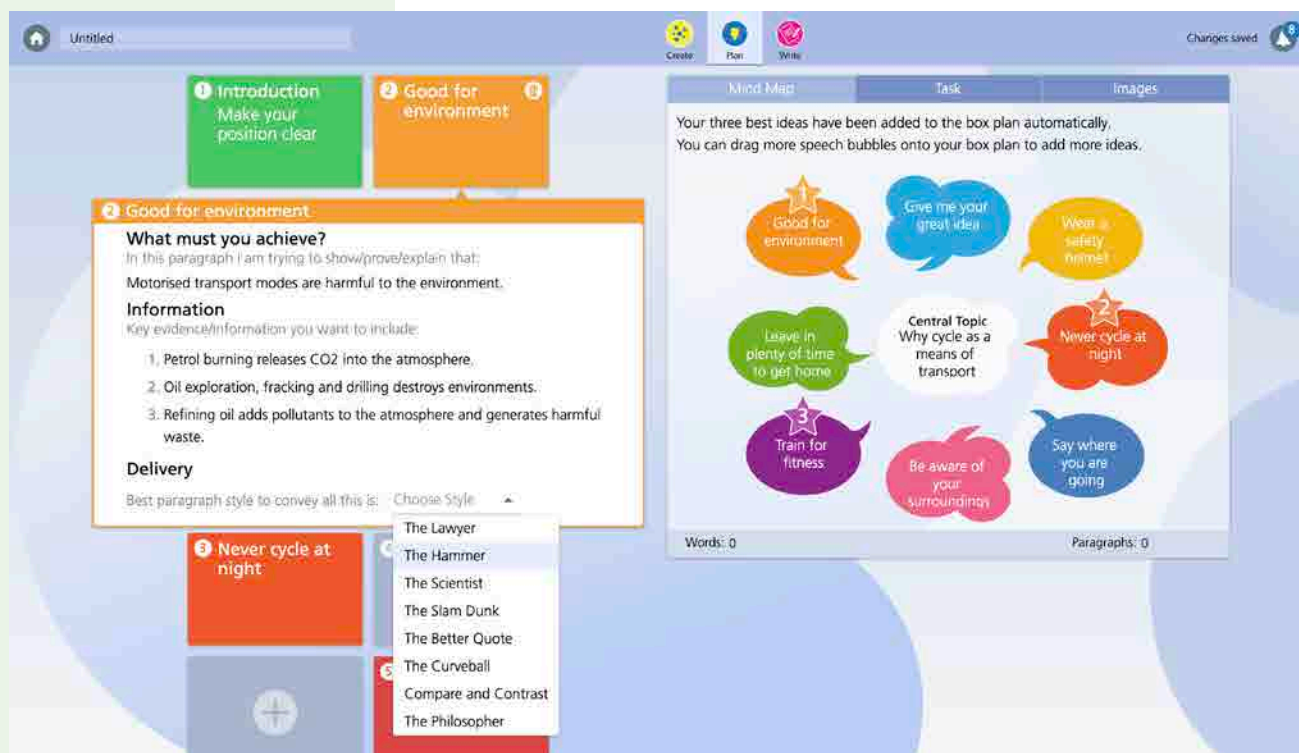 Untitled
Create
Plan
Write
Changes saved
8
1 Introduction
Make your
position clear
2 Good for
environment
2 Good for environment
What must you achieve?
In this paragraph I am trying to show/prove/explain that:
Motorised transport modes are harmful to the environment.
Information
Key evidence/information you want to include:
1. Petrol burning releases CO2 into the atmosphere.
2. Oil exploration, fracking and drilling destroys environments.
3. Refining oil adds pollutants to the atmosphere and generates harmful
waste.
Delivery
Best paragraph style to convey all this is: Choose Style
The Lawyer
The Hammer
The Scientist
The Slam Dunk
The Better Quote
The Curveball
Compare and Contrast
The Philosopher
3 Never cycle at
night
5
Mind Map
Task
Images
Your three best ideas have been added to the box plan automatically.
You can drag more speech bubbles onto your box plan to add more ideas.
1
Good for
environment
Give me your
great idea
Wear a
safety
helmet
Leave in
plenty of time
to get home
Central Topic
Why cycle as a
means of
transport
2
Never cycle at
night
3
Train for
fitness
Be aware of
your
surroundings
Say where
you are
going
Words: 0
Paragraphs: 0